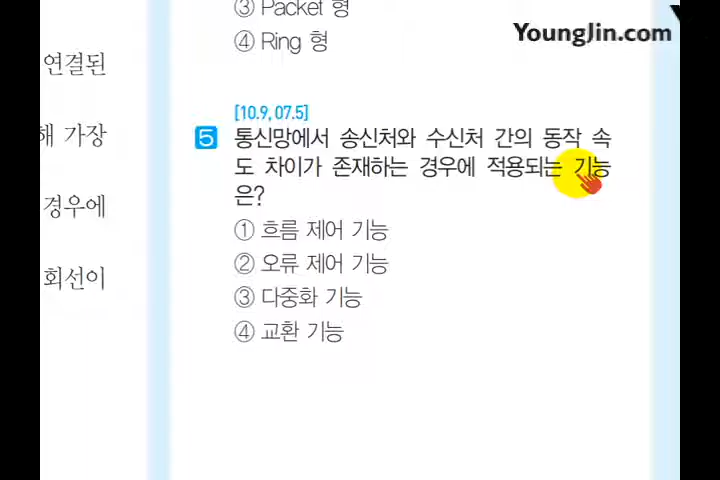 ③ Packet 형
④ Ring 형
YoungJin.com
연결된
해 가장
경우에
회선이
[10.9, 07.5]
5 통신망에서 송신처와 수신처 간의 동작 속
도 차이가 존재하는 경우에 적용되는 기능
은?
① 흐름 제어 기능
② 오류 제어 기능
③ 다중화 기능
④ 교환 기능